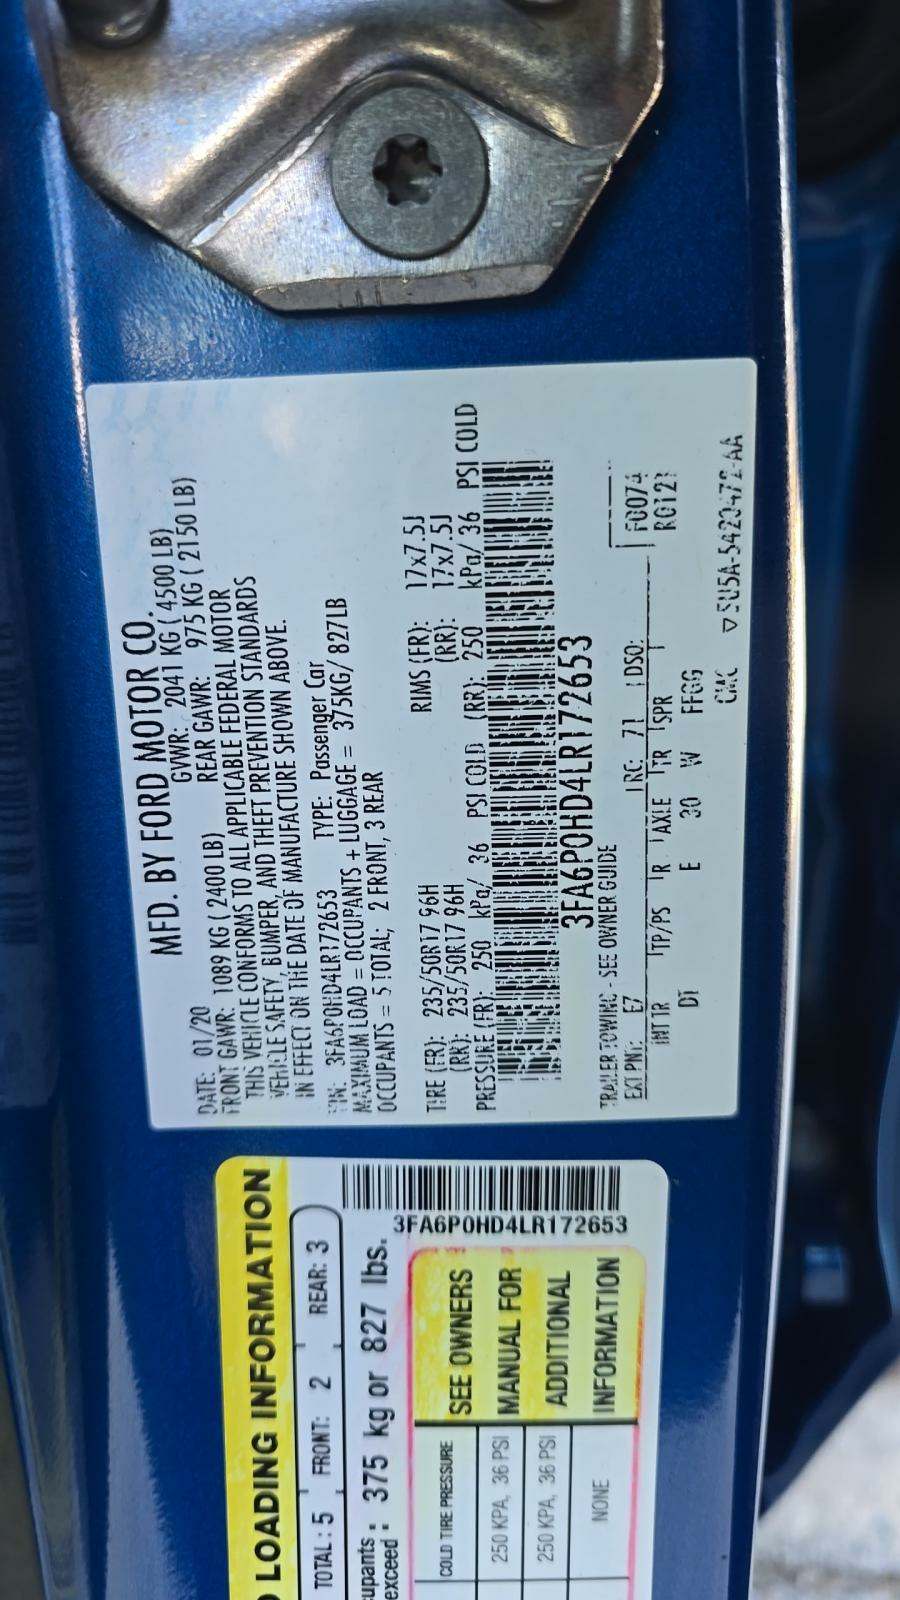 MFD. BY FORD MOTOR CO.
DATE: 01/20 GVWR: 2041 KG ( 4500 LB)
FRONT GAWR: 1089 KG ( 2400 LB) REAR GAWR: 975 KG ( 2150 LB)
THIS VEHICLE CONFORMS TO ALL APPLICABLE FEDERAL MOTOR
VEHICLE SAFETY, BUMPER, AND THEFT PREVENTION STANDARDS
IN EFFECT ON THE DATE OF MANUFACTURE SHOWN ABOVE.
VIN: 3FA6P0HD4LR172653 TYPE: Passenger Car
MAXIMUM LOAD = OCCUPANTS + LUGGAGE = 375KG/ 827LB
OCCUPANTS = 5 TOTAL; 2 FRONT, 3 REAR
TIRE (FR): 235/50R17 96H RIMS (FR): 17x7.5J
(RR): 235/50R17 96H (RR): 17x7.5J
PRESSURE (FR): 250 kPa/ 36 PSI COLD (RR): 250 kPa/ 36 PSI COLD
3FA6P0HD4LR172653
TRAILER TOWING - SEE OWNER GUIDE
EXT PNT: E7 RC: 71 DSO: F0074
INT TR TP/PS R AXLE TR SPR RG121
DT E 30 W FFGG
CMC ▽5U5A-5420472-AA
LOADING INFORMATION
TOTAL : 5 FRONT: 2 REAR: 3
upants : 375 kg or 827 lbs.
exceed
3FA6P0HD4LR172653
COLD TIRE PRESSURE
250 KPA, 36 PSI
250 KPA, 36 PSI
NONE
SEE OWNERS
MANUAL FOR
ADDITIONAL
INFORMATION